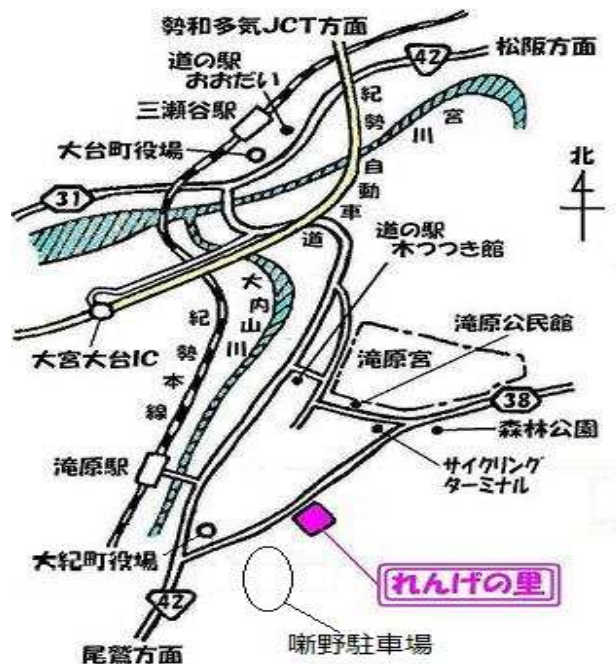 勢和多気JCT方面
道の駅
おおだい
42
松阪方面
三瀬谷駅
大台町役場
紀勢自動車道
宮川
31
北
道の駅
木つつき館
大内山川
滝原公民館
滝原宮
大宮大台IC
紀勢本線
38
森林公園
サイクリング
ターミナル
滝原駅
大紀町役場
れんげの里
42
噺野駐車場
尾鷲方面